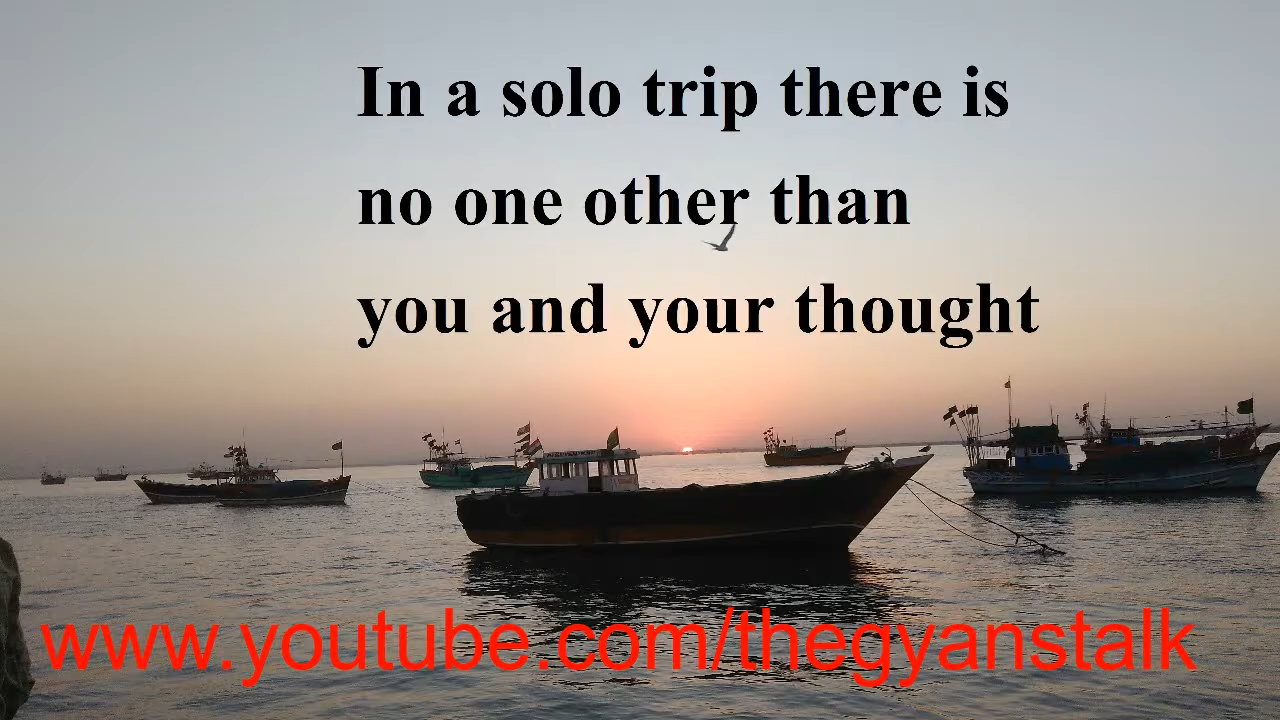 In a solo trip there is
no one other than
you and your thought
www.youtube.com/thegyanstalk